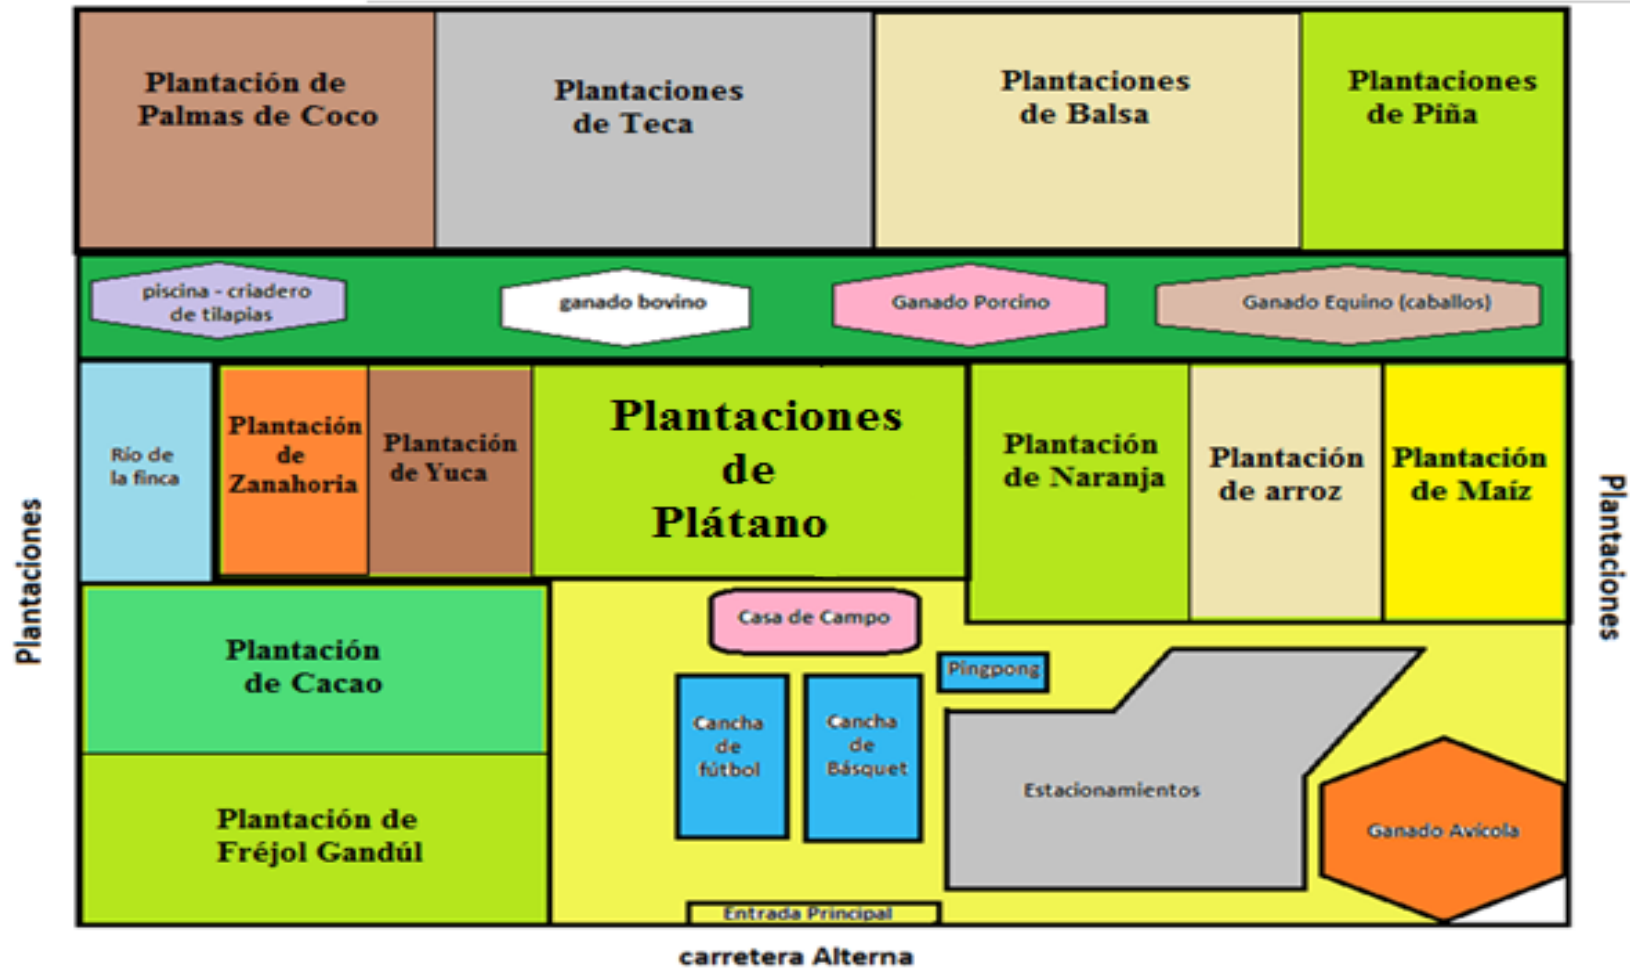 Plantación de
Palmas de Coco
Plantaciones
de Teca
Plantaciones
de Balsa
Plantaciones
de Piña
piscina - criadero
de tilapias
ganado bovino
Ganado Porcino
Ganado Equino (caballos)
Río de
la finca
Plantación
de
Zanahoria
Plantación
de Yuca
Plantaciones
de
Plátano
Plantación
de Naranja
Plantación
de arroz
Plantación
de Maíz
Plantaciones
Plantaciones
Plantación
de Cacao
Casa de Campo
Pingpong
Cancha
de
fútbol
Cancha
de
Básquet
Estacionamientos
Ganado Avícola
Plantación de
Fréjol Gandúl
Entrada Principal
carretera Alterna